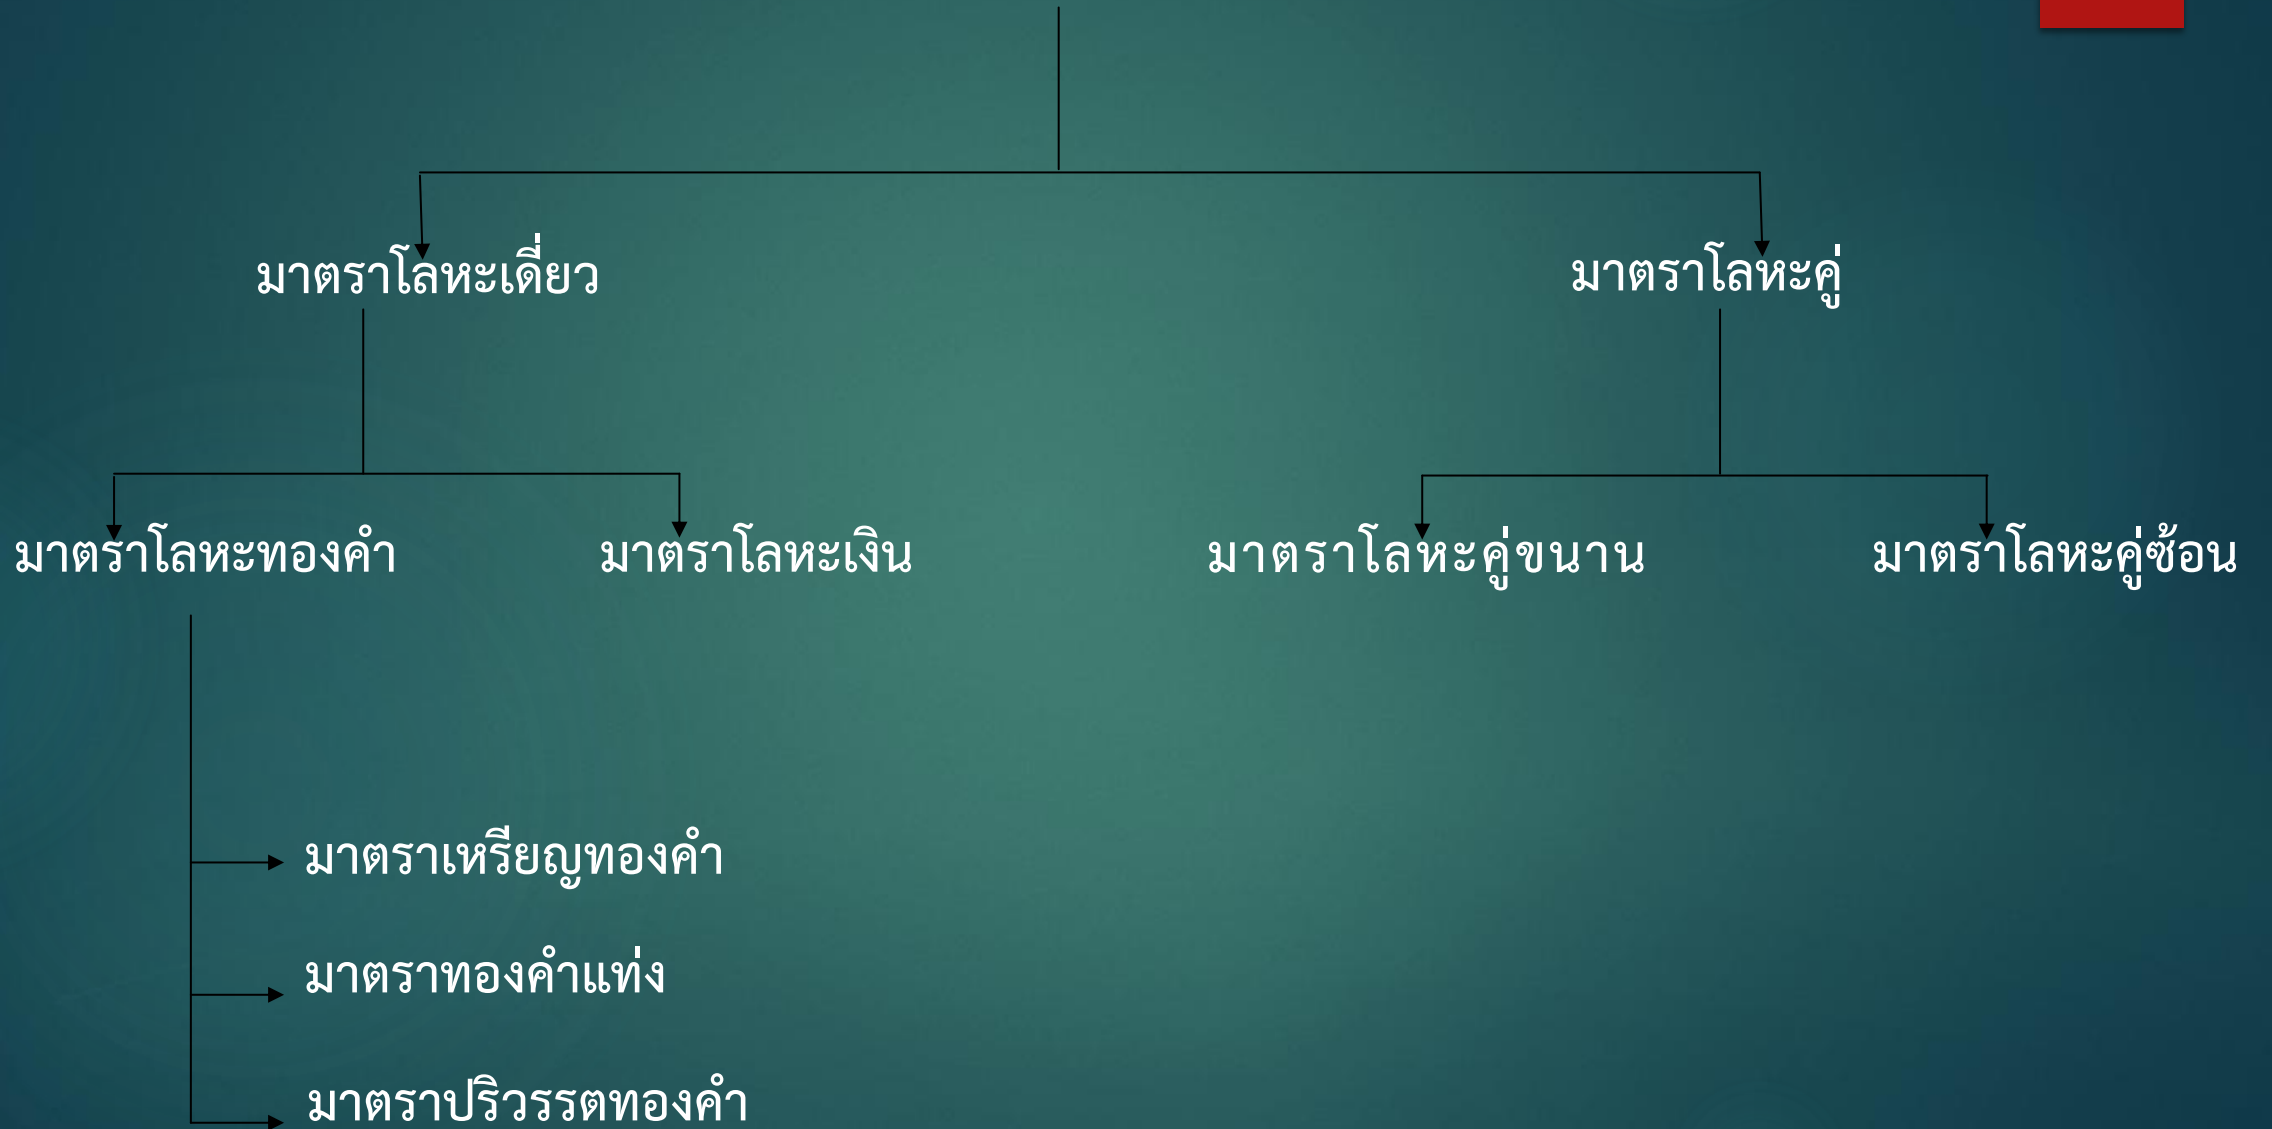 มาตราโลหะเดี่ยว
มาตราโลหะคู่
มาตราโลหะทองคำ
มาตราโลหะเงิน
มาตราโลหะคู่ขนาน
มาตราโลหะคู่ซ้อน
มาตราเหรียญทองคำ
มาตราทองคำแท่ง
มาตราปริวรรตทองคำ